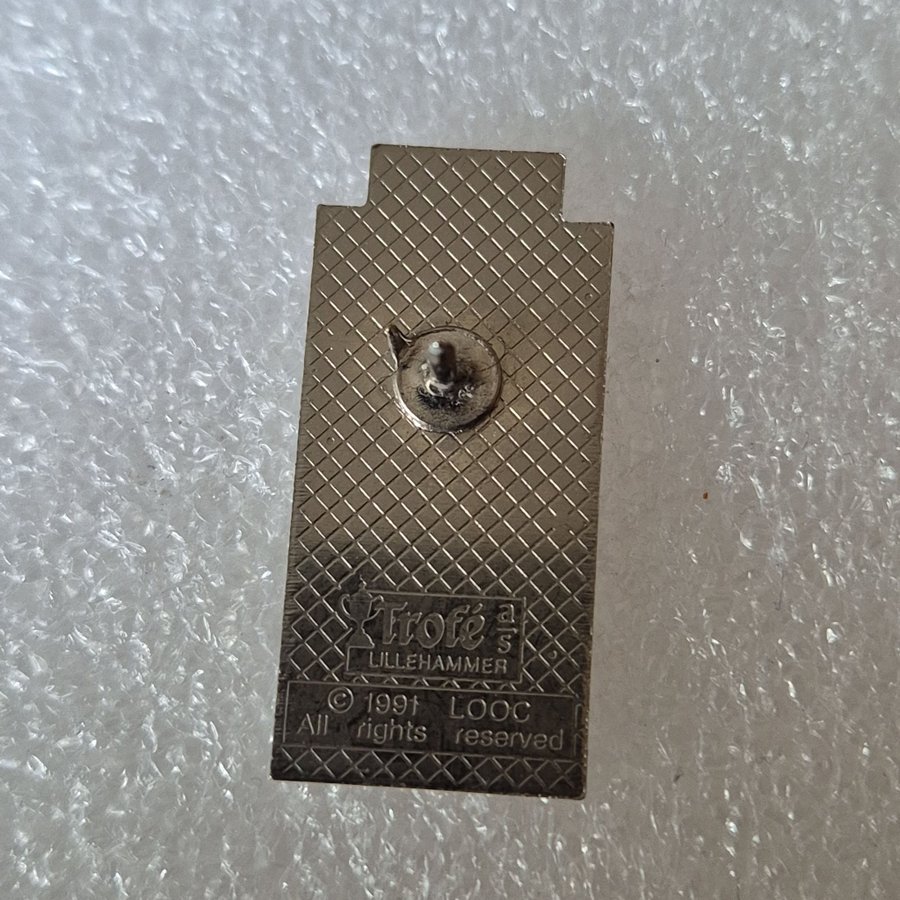 Trofé a/s
LILLEHAMMER
© 1991 LOOC
All rights reserved